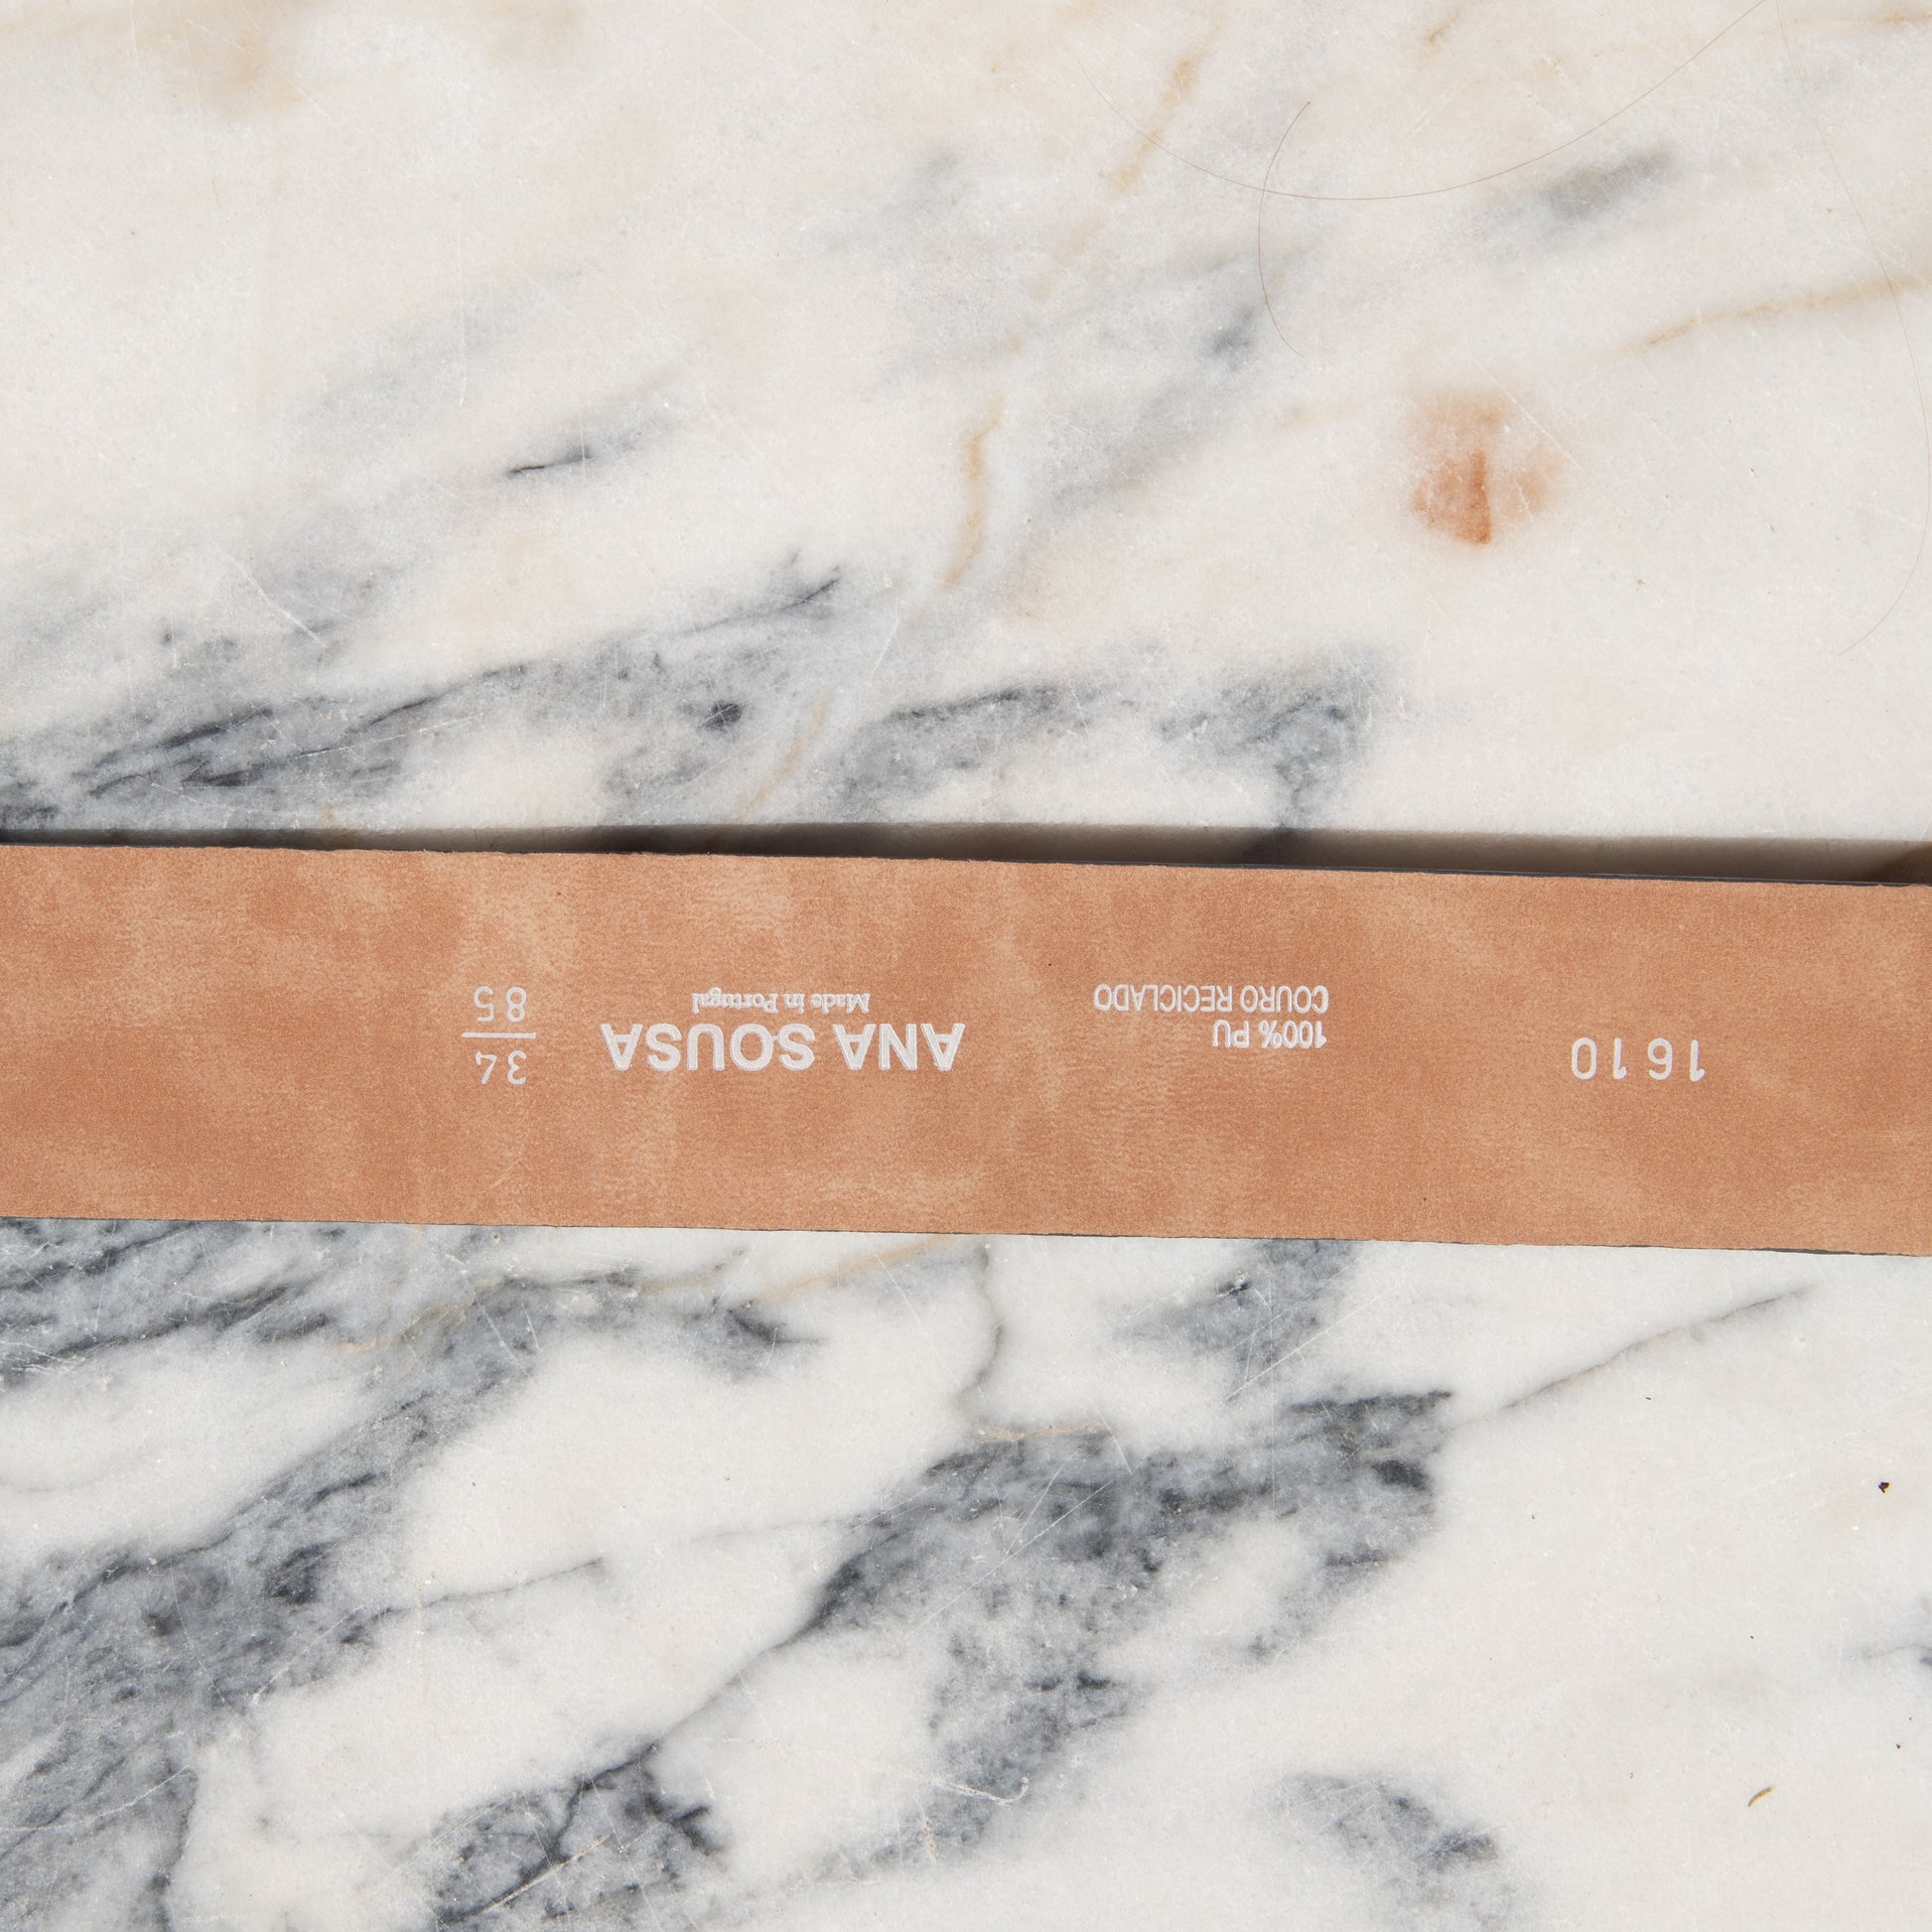 1610
100% PU
COURO RECICLADO
ANA SOUSA
Made in Portugal
34
85